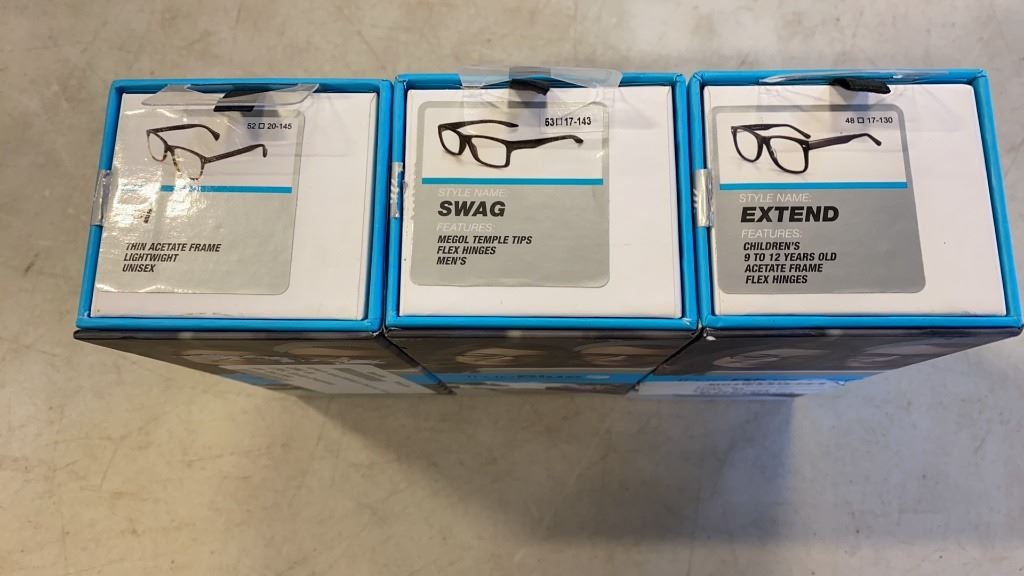 52 □ 20-145
THIN ACETATE FRAME
LIGHTWIGHT
UNISEX
53 □ 17-143
STYLE NAME:
SWAG
FEATURES:
MEGOL TEMPLE TIPS
FLEX HINGES
MEN'S
48 □ 17-130
STYLE NAME:
EXTEND
FEATURES:
CHILDREN'S
9 TO 12 YEARS OLD
ACETATE FRAME
FLEX HINGES